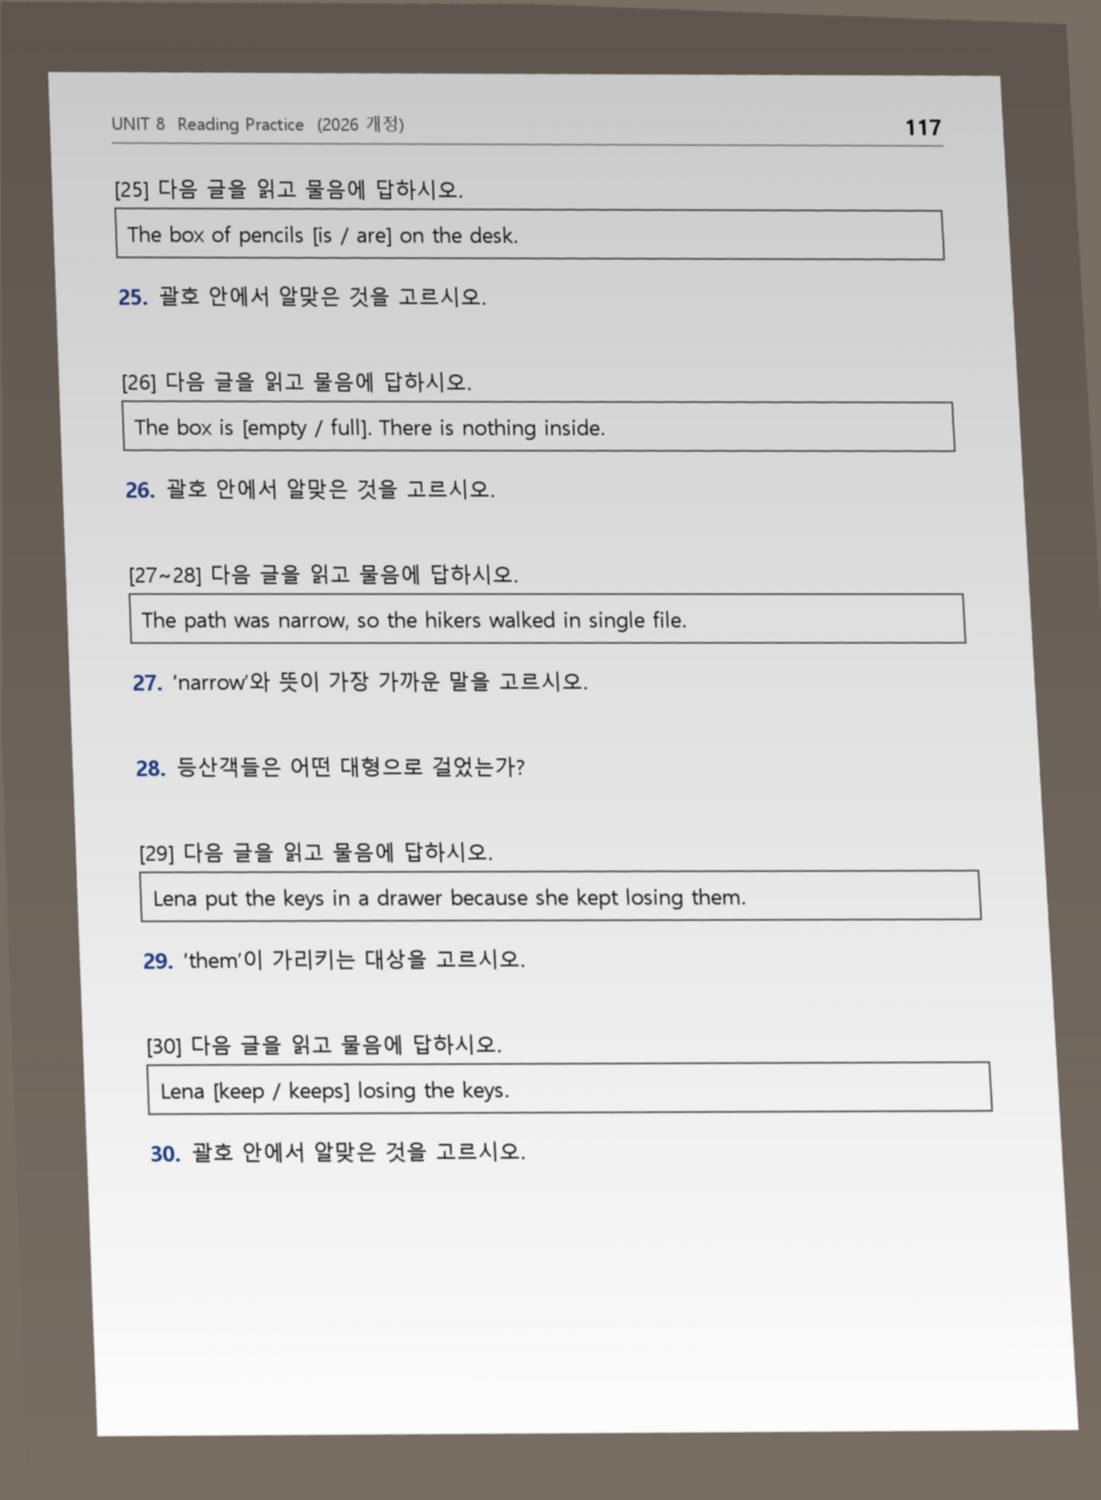 UNIT 8 Reading Practice (2026 개정)
117
[25] 다음 글을 읽고 물음에 답하시오.
The box of pencils [is / are] on the desk.
25. 괄호 안에서 알맞은 것을 고르시오.
[26] 다음 글을 읽고 물음에 답하시오.
The box is [empty / full]. There is nothing inside.
26. 괄호 안에서 알맞은 것을 고르시오.
[27~28] 다음 글을 읽고 물음에 답하시오.
The path was narrow, so the hikers walked in single file.
27. 'narrow'와 뜻이 가장 가까운 말을 고르시오.
28. 등산객들은 어떤 대형으로 걸었는가?
[29] 다음 글을 읽고 물음에 답하시오.
Lena put the keys in a drawer because she kept losing them.
29. 'them'이 가리키는 대상을 고르시오.
[30] 다음 글을 읽고 물음에 답하시오.
Lena [keep / keeps] losing the keys.
30. 괄호 안에서 알맞은 것을 고르시오.